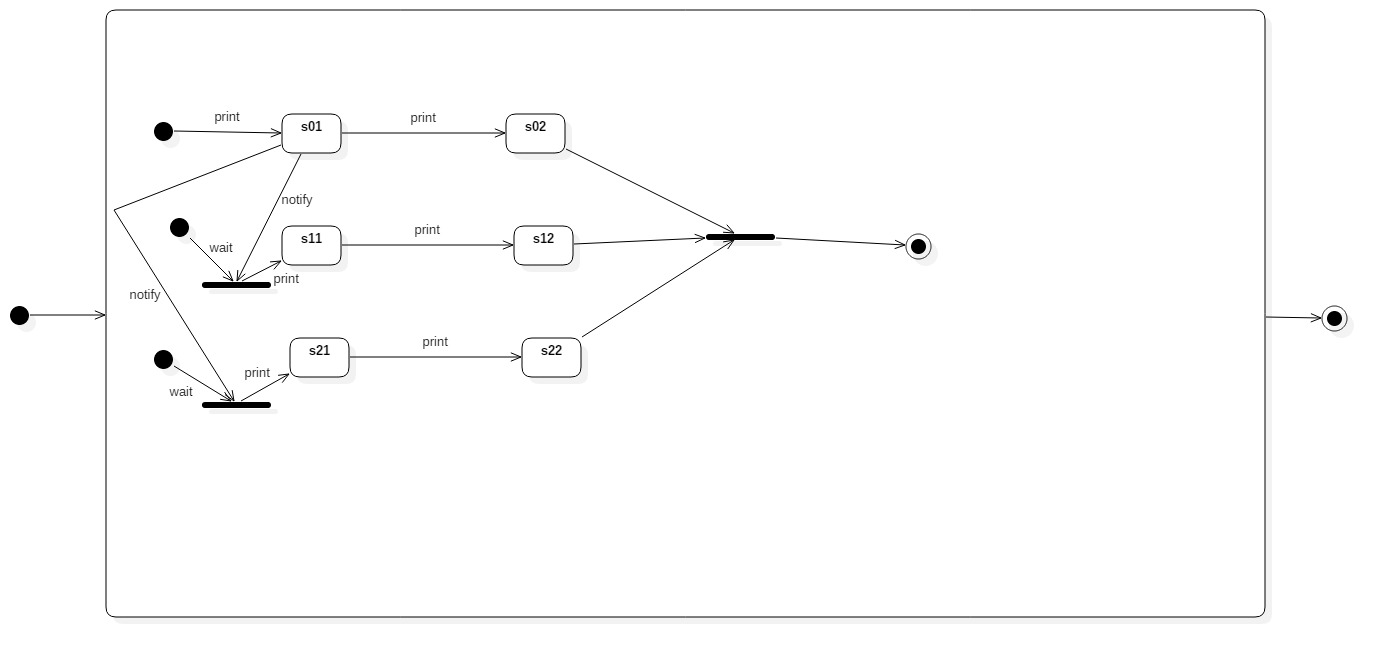 print
s01
print
s02
notify
wait
s11
print
s12
print
notify
s21
print
s22
print
wait